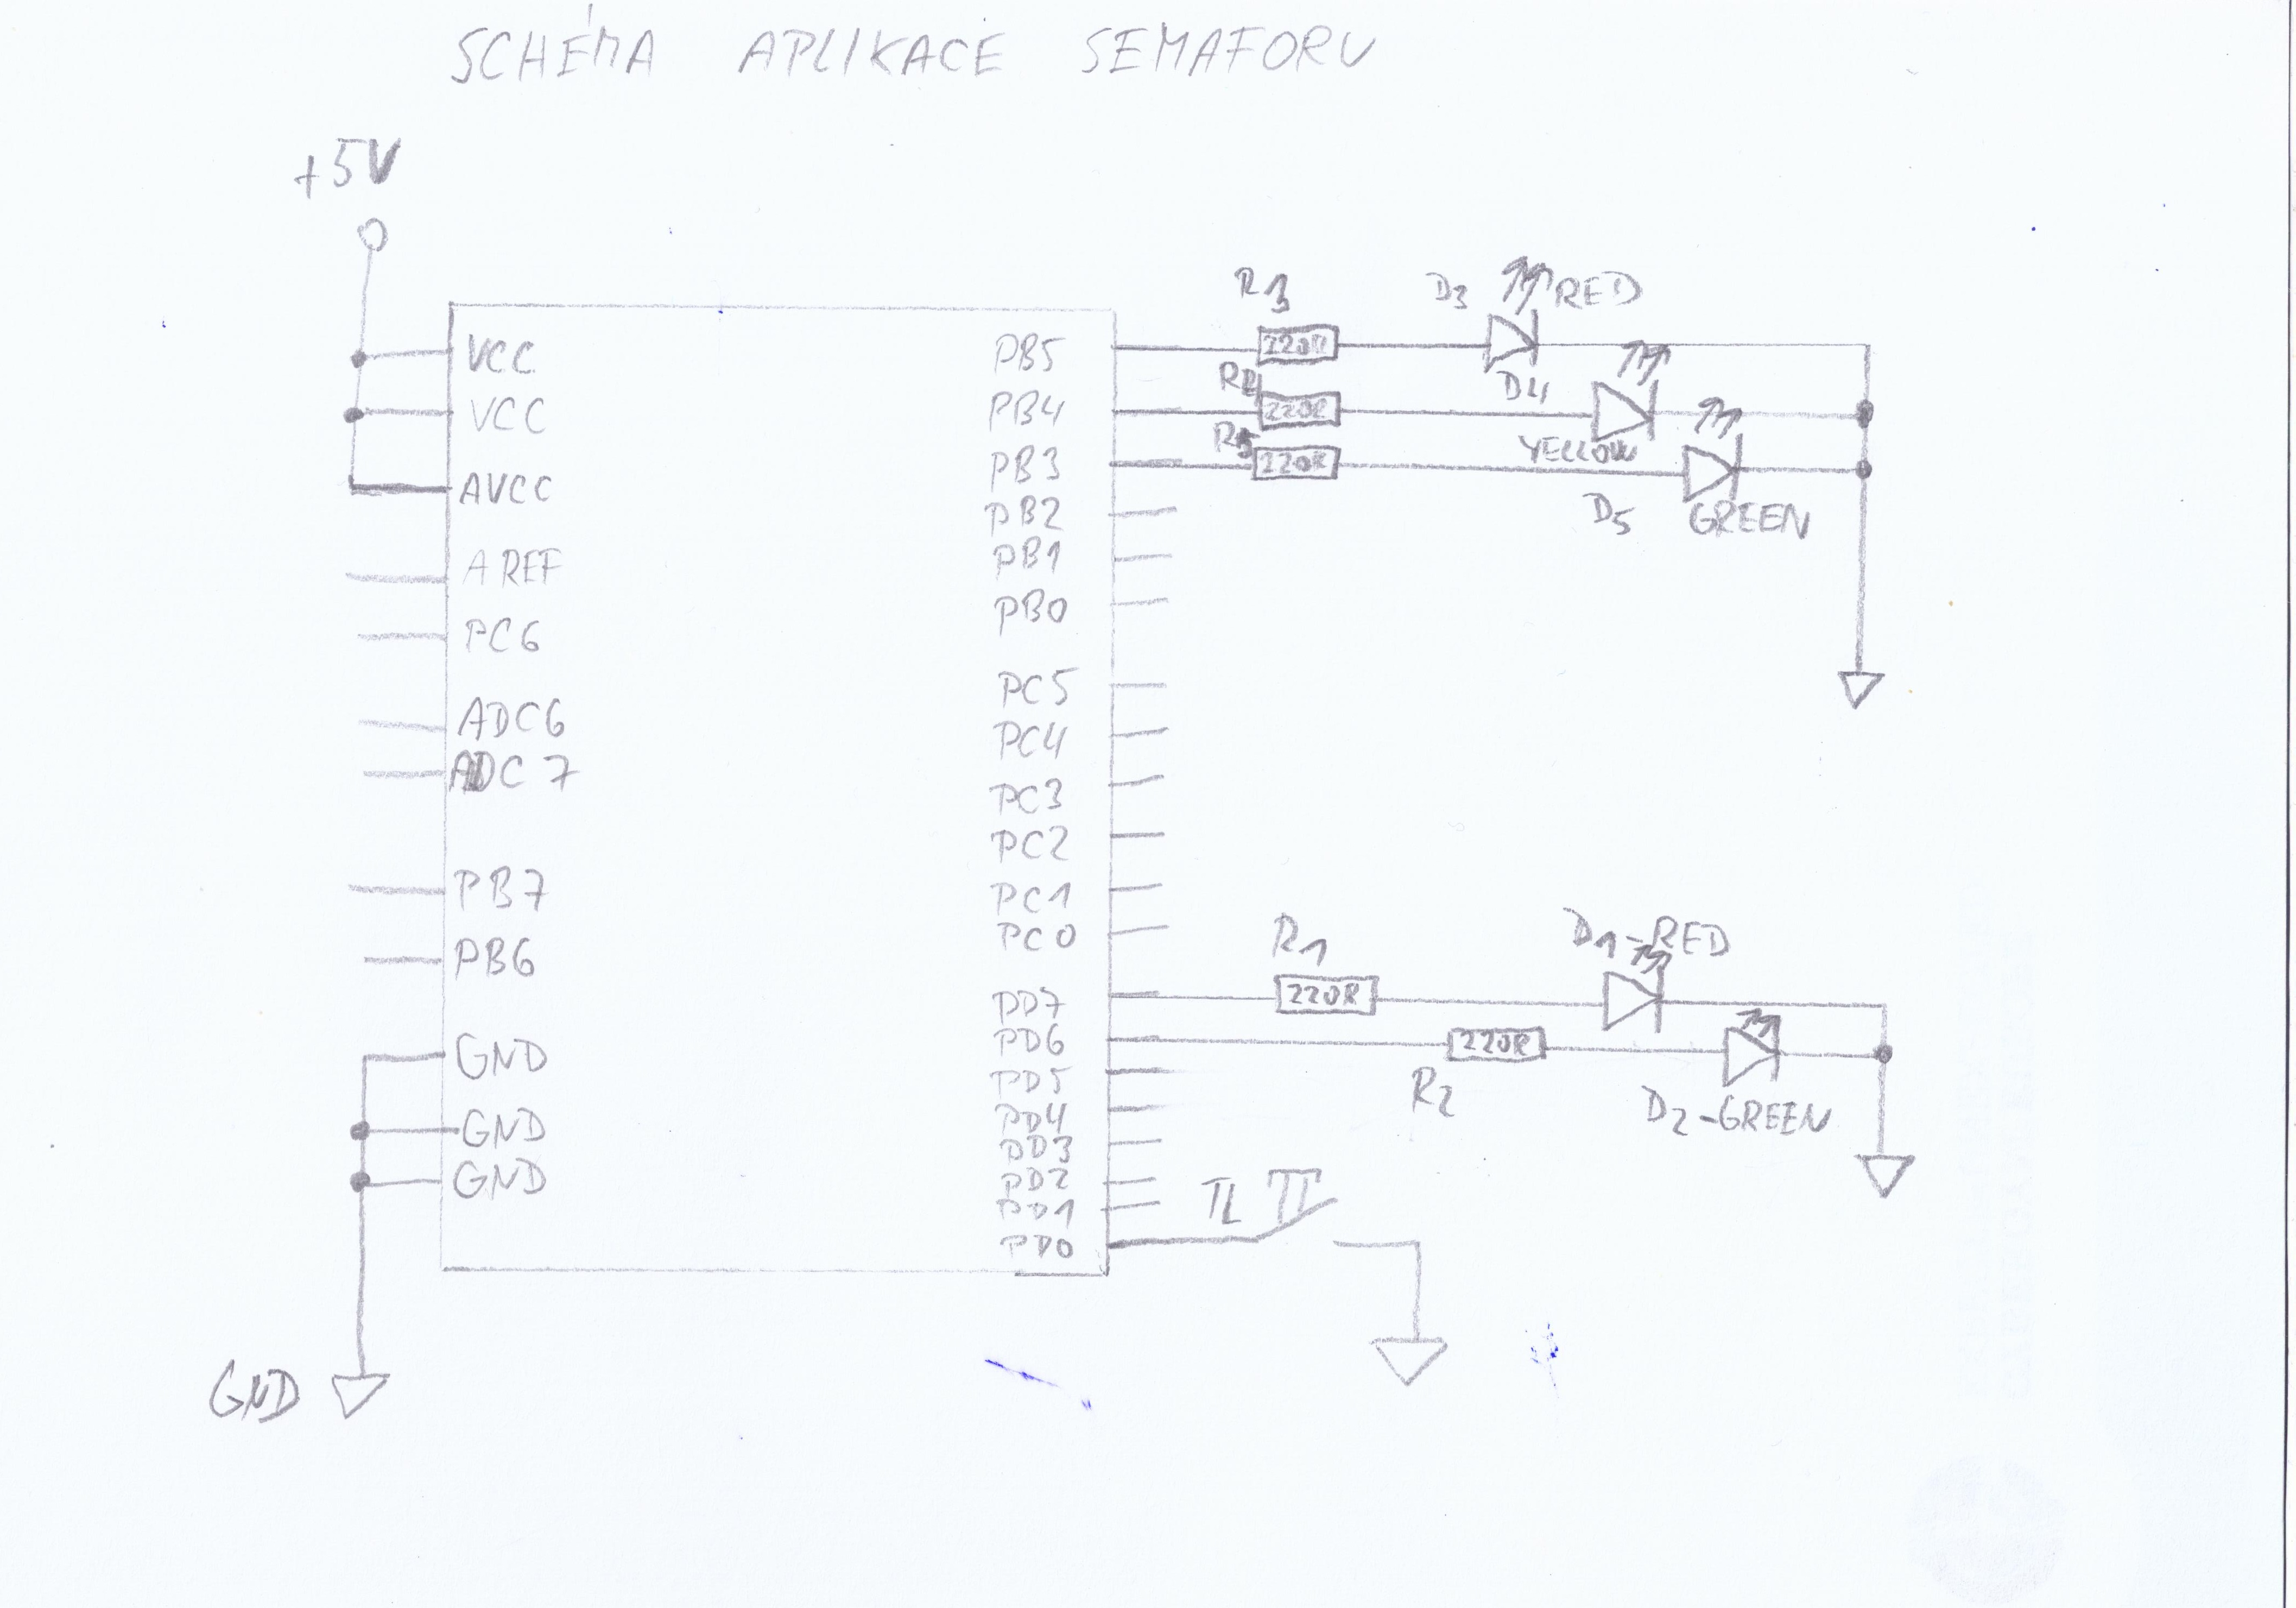 SCHÉMA APLIKACE SEMAFORU
+5V
VCC
VCC
AVCC
AREF
PC6
ADC6
ADC7
PB7
PB6
GND
GND
GND
GND
PB5
PB4
PB3
PB2
PB1
PB0
PC5
PC4
PC3
PC2
PC1
PC0
PD7
PD6
PD5
PD4
PD3
PD2
PD1
PD0
R3
220R
D3 RED
R4
220R
D4
YELLOW
R5
220R
D5 GREEN
R1
220R
D1-RED
220R
R2
D2-GREEN
TL